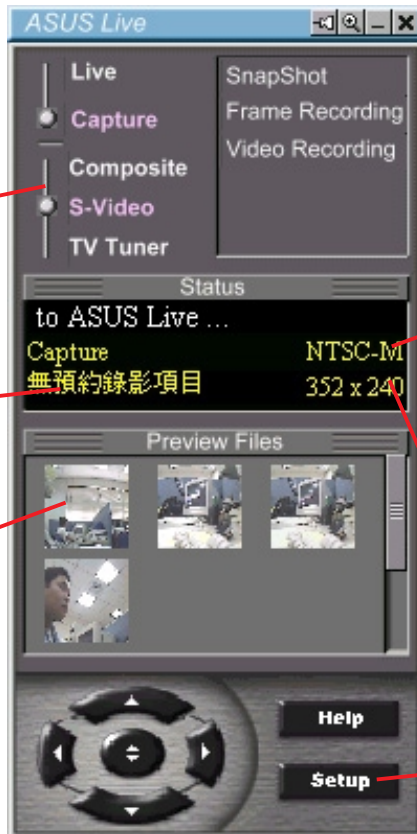 ASUS Live
Live
Capture
Composite
S-Video
TV Tuner
SnapShot
Frame Recording
Video Recording
Status
to ASUS Live ...
Capture NTSC-M
無預約錄影項目 352 x 240
Preview Files
Help
Setup